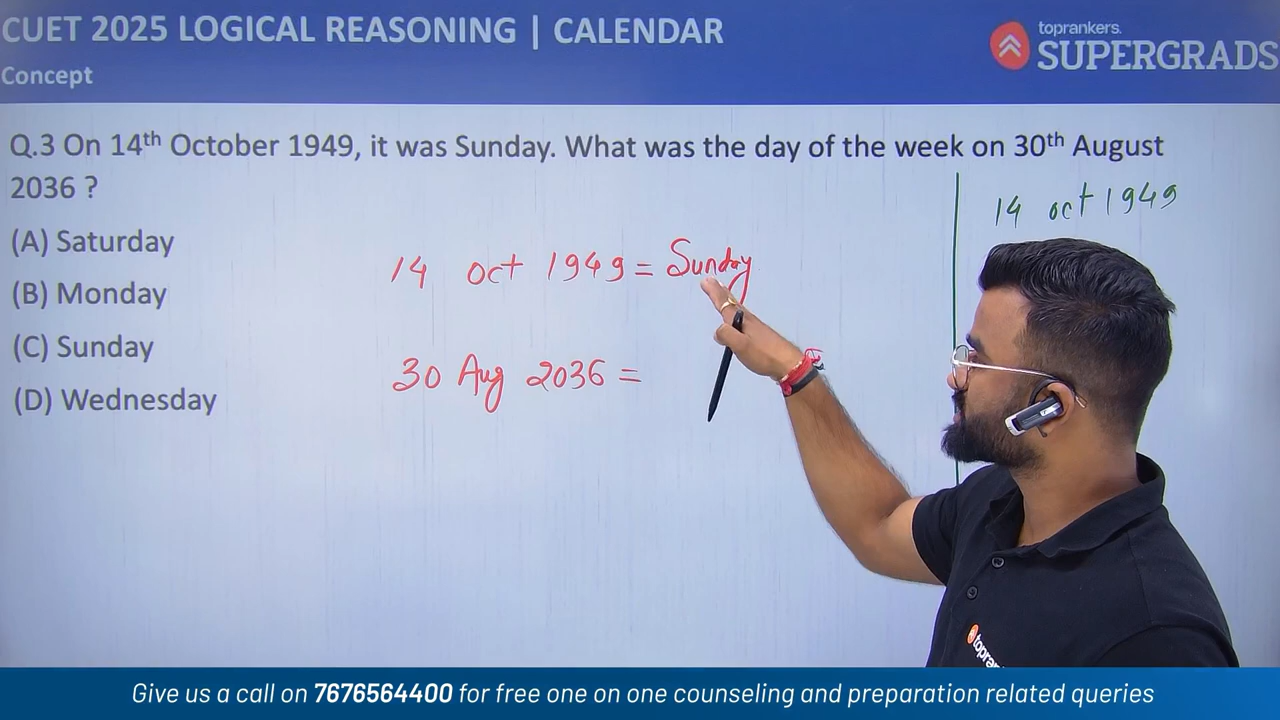 CUET 2025 LOGICAL REASONING | CALENDAR
Concept
toprankers.
SUPERGRADS
Q.3 On 14th October 1949, it was Sunday. What was the day of the week on 30th August
2036 ?
(A) Saturday
(B) Monday
(C) Sunday
(D) Wednesday
14 oct 1949 = Sunday
30 Aug 2036 =
14 oct 1949
Give us a call on 7676564400 for free one on one counseling and preparation related queries